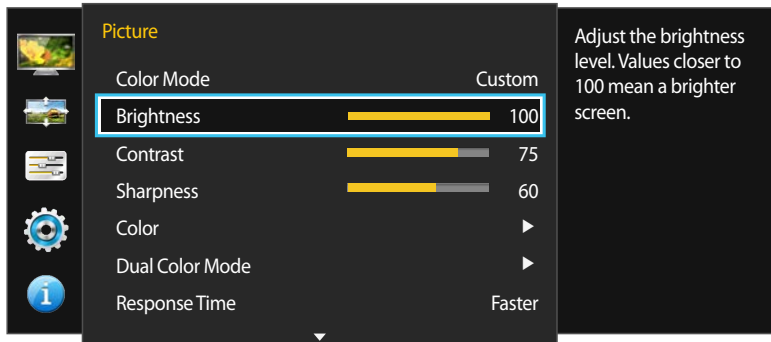 Picture
Color Mode Custom
Brightness 100
Contrast 75
Sharpness 60
Color
Dual Color Mode
Response Time Faster
Adjust the brightness
level. Values closer to
100 mean a brighter
screen.